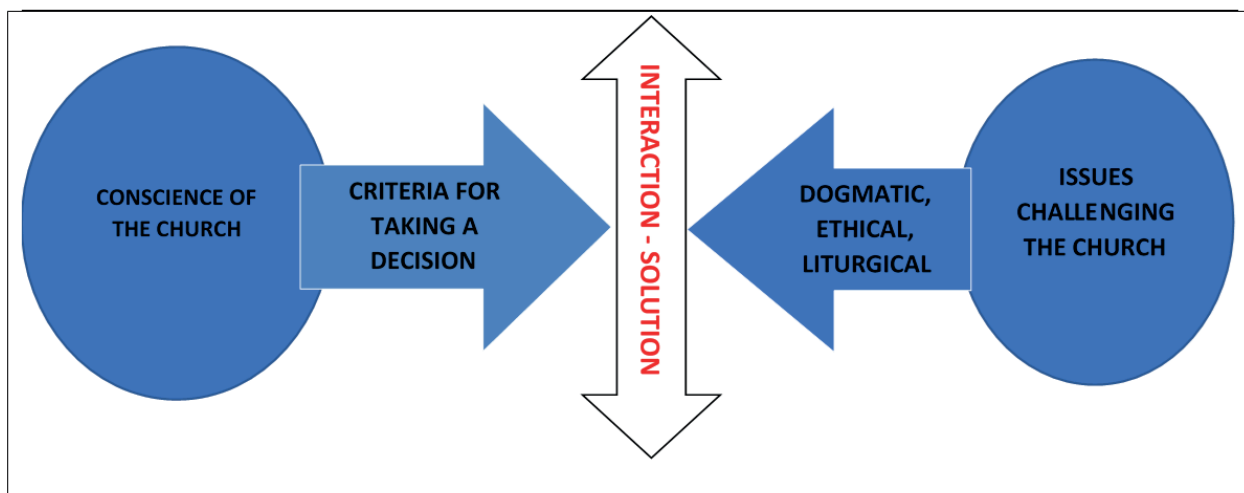 CONSCIENCE OF
THE CHURCH
CRITERIA FOR
TAKING A
DECISION
INTERACTION - SOLUTION
DOGMATIC,
ETHICAL,
LITURGICAL
ISSUES
CHALLENGING
THE CHURCH